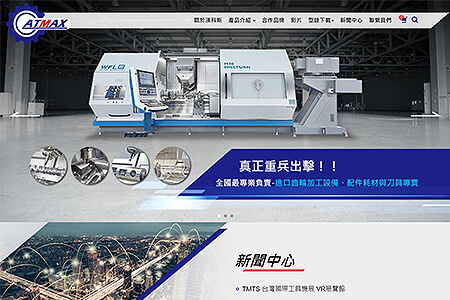 CATMAX
關於漢科斯 產品介紹 合作品牌 影片 型錄下載 新聞中心 聯繫我們
WFL
M35
MILLTURN
真正重兵出擊！！
全國最專業負責-進口齒輪加工設備、配件耗材與刀具專賣
新聞中心
TMTS 台灣國際工具機展 VR展覽館